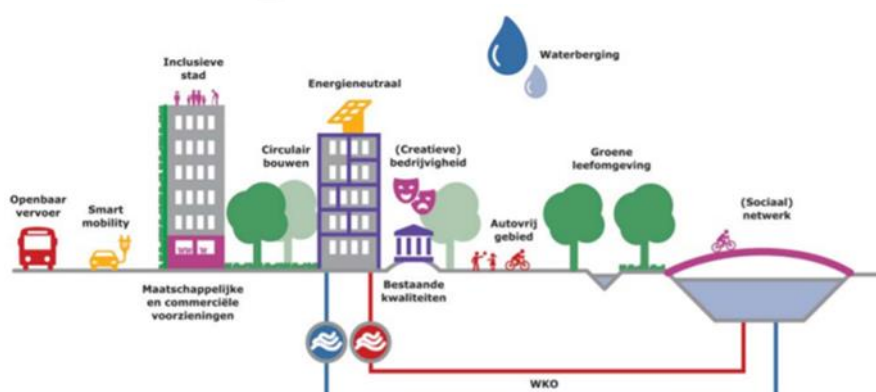 Waterberging
Inclusieve
stad
Energieneutraal
Circulair
bouwen
(Creatieve)
bedrijvigheid
Groene
leefomgeving
Openbaar
vervoer
Smart
mobility
Autovrij
gebied
(Sociaal)
netwerk
Maatschappelijke
en commerciële
voorzieningen
Bestaande
kwaliteiten
WKO